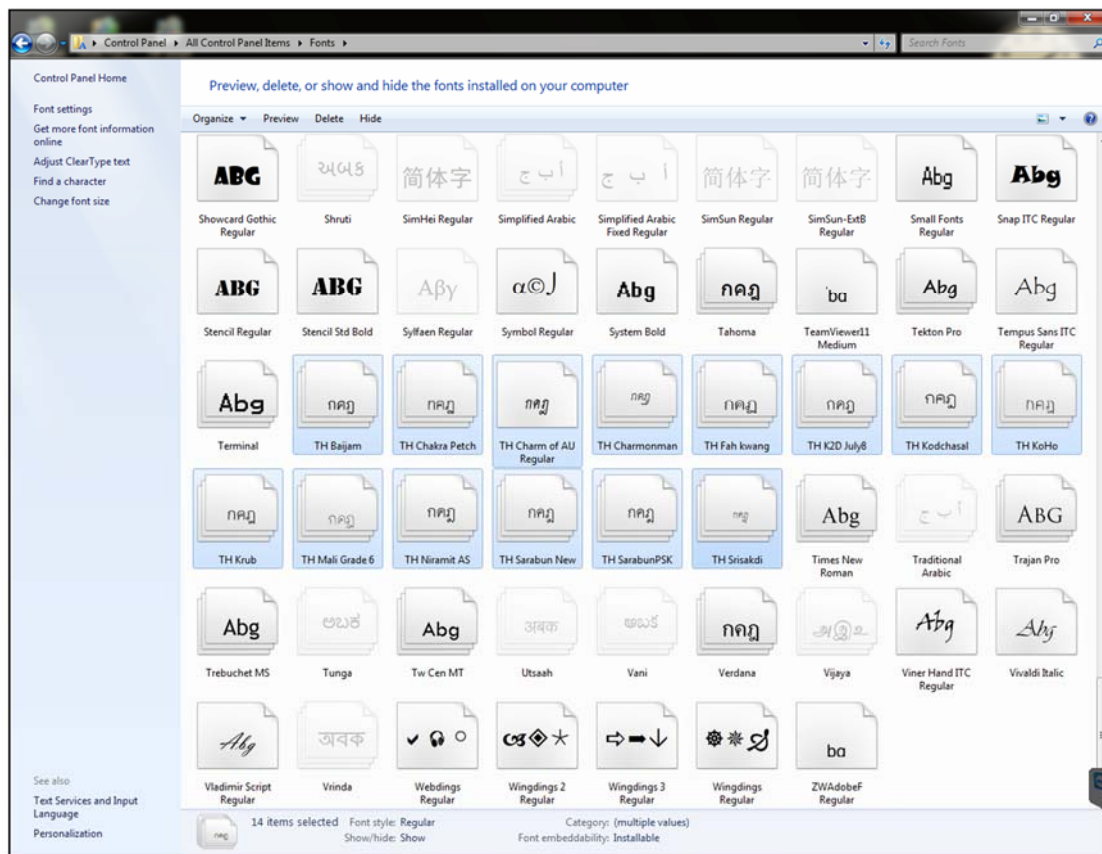 Control Panel ▸ All Control Panel Items ▸ Fonts ▸
Search Fonts
Control Panel Home
Font settings
Get more font information
online
Adjust ClearType text
Find a character
Change font size
See also
Text Services and Input
Language
Personalization
Preview, delete, or show and hide the fonts installed on your computer
Organize Preview Delete Hide
ABG અબક 简体字 أ ب ج أ ب ج 简体字 简体字 Abg Abg
Showcard Gothic Regular Shruti SimHei Regular Simplified Arabic Simplified Arabic Fixed Regular SimSun Regular SimSun-ExtB Regular Small Fonts Regular Snap ITC Regular
ABG ABG Αβγ α©ل Abg กคฎ ba Abg Abg
Stencil Regular Stencil Std Bold Sylfaen Regular Symbol Regular System Bold Tahoma TeamViewer11 Medium Tekton Pro Tempus Sans ITC Regular
Abg กคฎ กคฎ กคฎ กคฎ กคฎ กคฎ กคฎ กคฎ
Terminal TH Baijam TH Chakra Petch TH Charm of AU Regular TH Charmonman TH Fah kwang TH K2D July8 TH Kodchasal TH KoHo
กคฎ กคฎ กคฎ กคฎ กคฎ กคฎ Abg أ ب ج ABG
TH Krub TH Mali Grade 6 TH Niramit AS TH Sarabun New TH SarabunPSK TH Srisakdi Times New Roman Traditional Arabic Trajan Pro
Abg ಅಬಕ Abg अबक అబక กคฎ அஇஉ Abg Abg
Trebuchet MS Tunga Tw Cen MT Utsaah Vani Verdana Vijaya Viner Hand ITC Regular Vivaldi Italic
Abg অবক ba
Vladimir Script Regular Vrinda Webdings Regular Wingdings 2 Regular Wingdings 3 Regular Wingdings Regular ZWAdobeF Regular
14 items selected Font style: Regular Category: (multiple values)
กคฎ Show/hide: Show Font embeddability: Installable